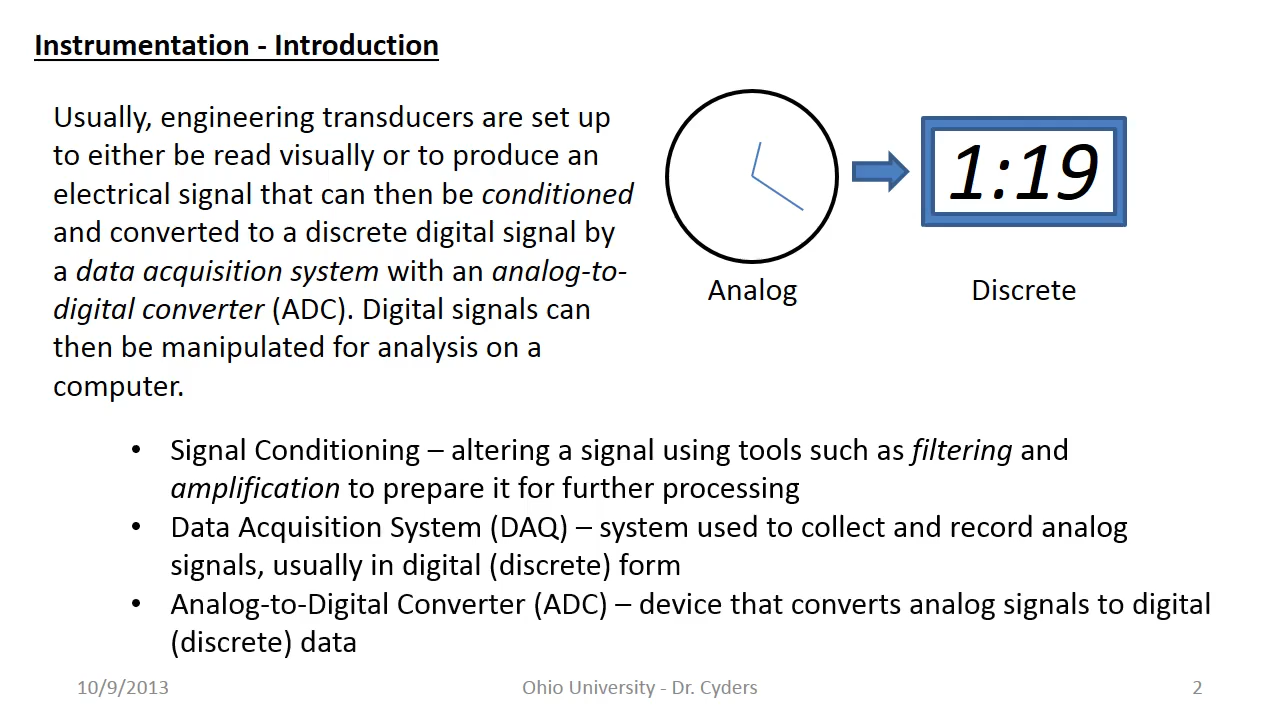 Instrumentation - Introduction
Usually, engineering transducers are set up
to either be read visually or to produce an
electrical signal that can then be conditioned
and converted to a discrete digital signal by
a data acquisition system with an analog-to-
digital converter (ADC). Digital signals can
then be manipulated for analysis on a
computer.
1:19
Analog
Discrete
• Signal Conditioning – altering a signal using tools such as filtering and
amplification to prepare it for further processing
• Data Acquisition System (DAQ) – system used to collect and record analog
signals, usually in digital (discrete) form
• Analog-to-Digital Converter (ADC) – device that converts analog signals to digital
(discrete) data
10/9/2013
Ohio University - Dr. Cyders
2